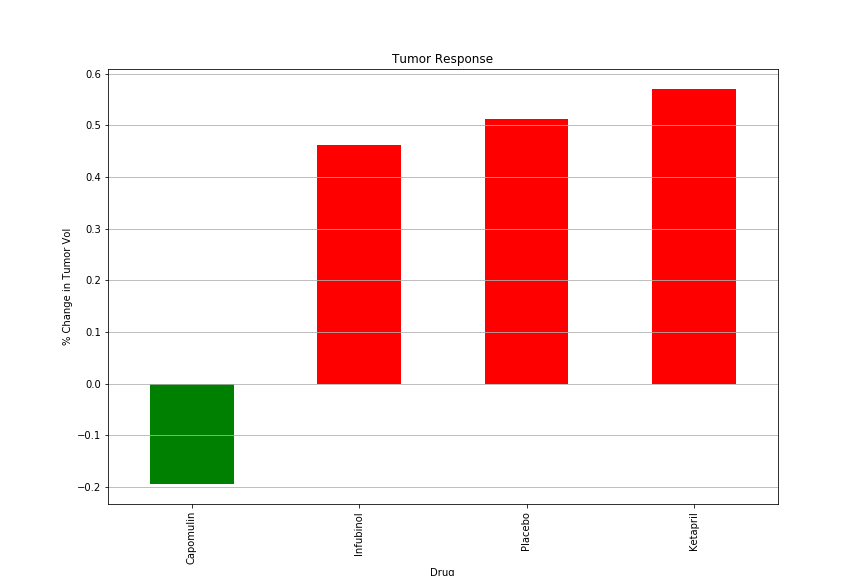 Tumor Response
% Change in Tumor Vol
0.6
0.5
0.4
0.3
0.2
0.1
0.0
−0.1
−0.2
Capomulin
Infubinol
Placebo
Ketapril
Drug